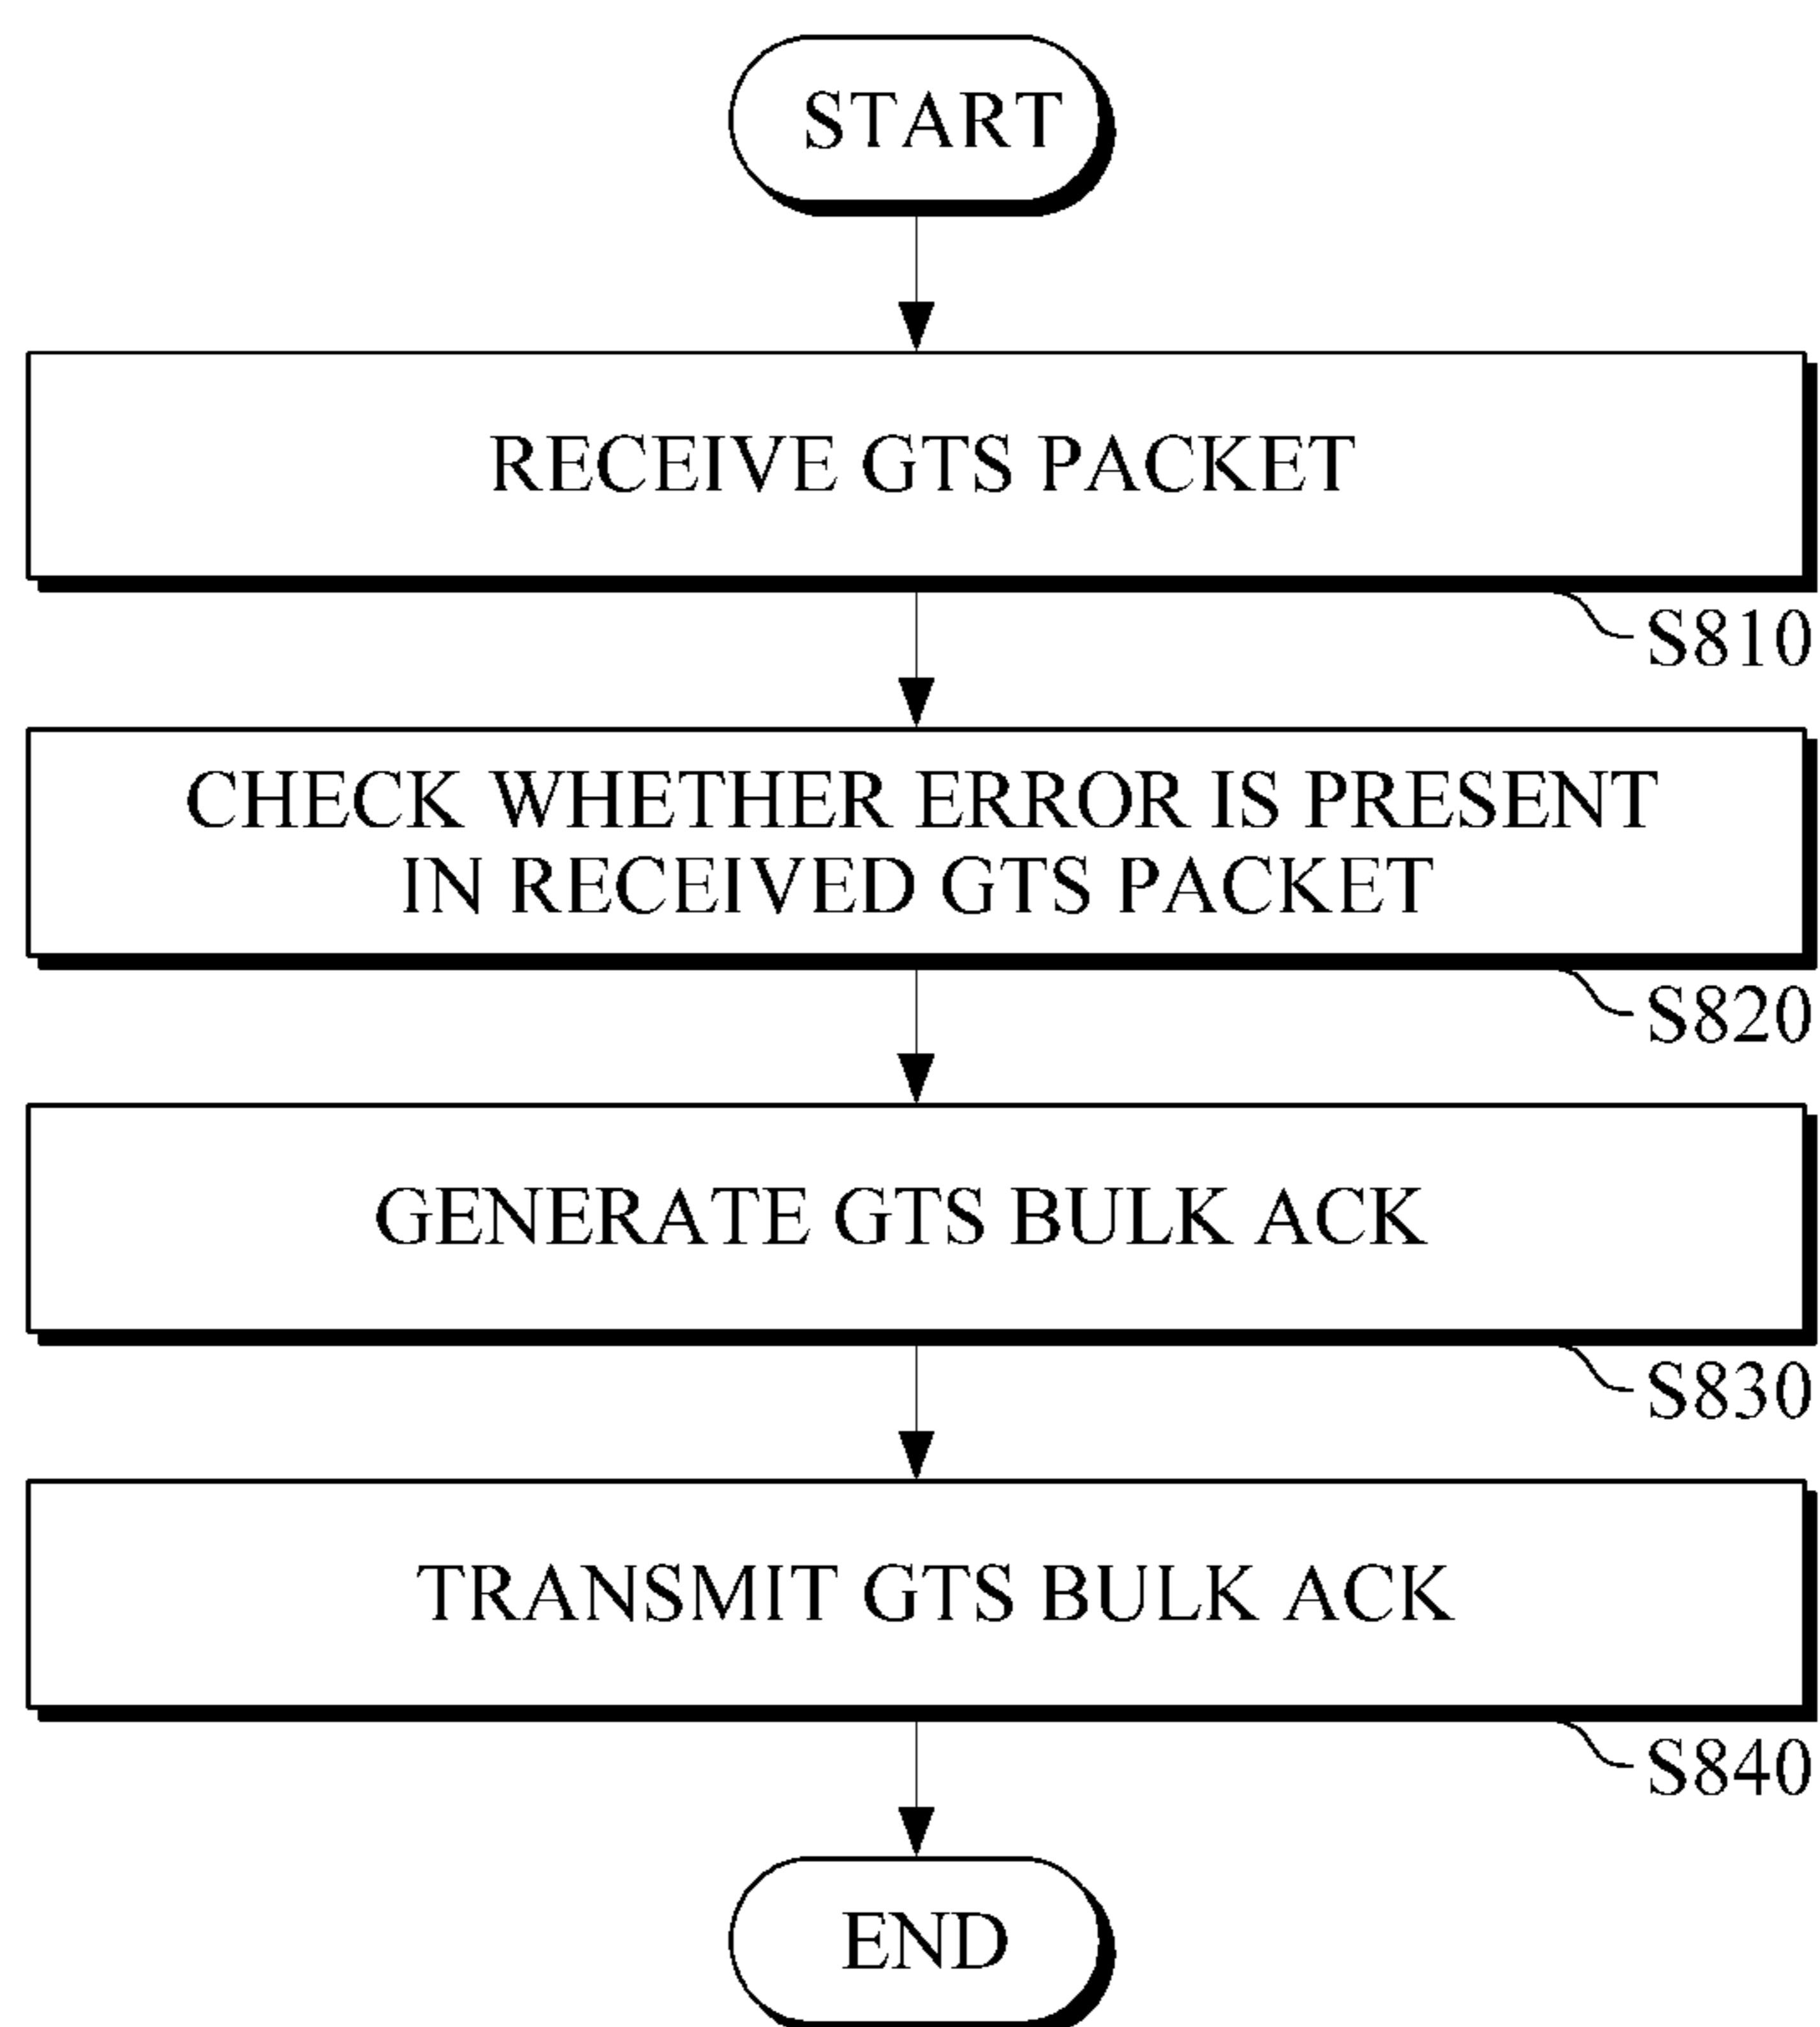 START
RECEIVE GTS PACKET
S810
CHECK WHETHER ERROR IS PRESENT
IN RECEIVED GTS PACKET
S820
GENERATE GTS BULK ACK
S830
TRANSMIT GTS BULK ACK
S840
END